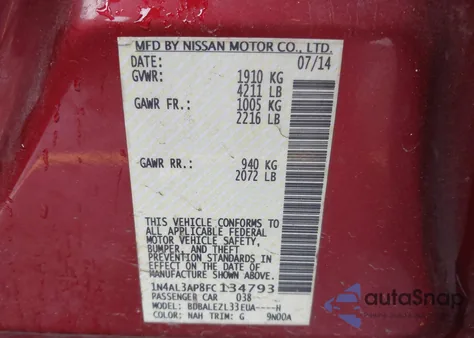 MFD BY NISSAN MOTOR CO., LTD.
DATE: 07/14
GVWR: 1910 KG
4211 LB
GAWR FR.: 1005 KG
2216 LB
GAWR RR.: 940 KG
2072 LB
THIS VEHICLE CONFORMS TO
ALL APPLICABLE FEDERAL
MOTOR VEHICLE SAFETY,
BUMPER, AND THEFT
PREVENTION STANDARDS IN
EFFECT ON THE DATE OF
MANUFACTURE SHOWN ABOVE.
1N4AL3AP8FC134793
PASSENGER CAR 038
MODEL: BDBALEZL33EUA----H
COLOR: NAH TRIM: G 9N00A
autoSnap